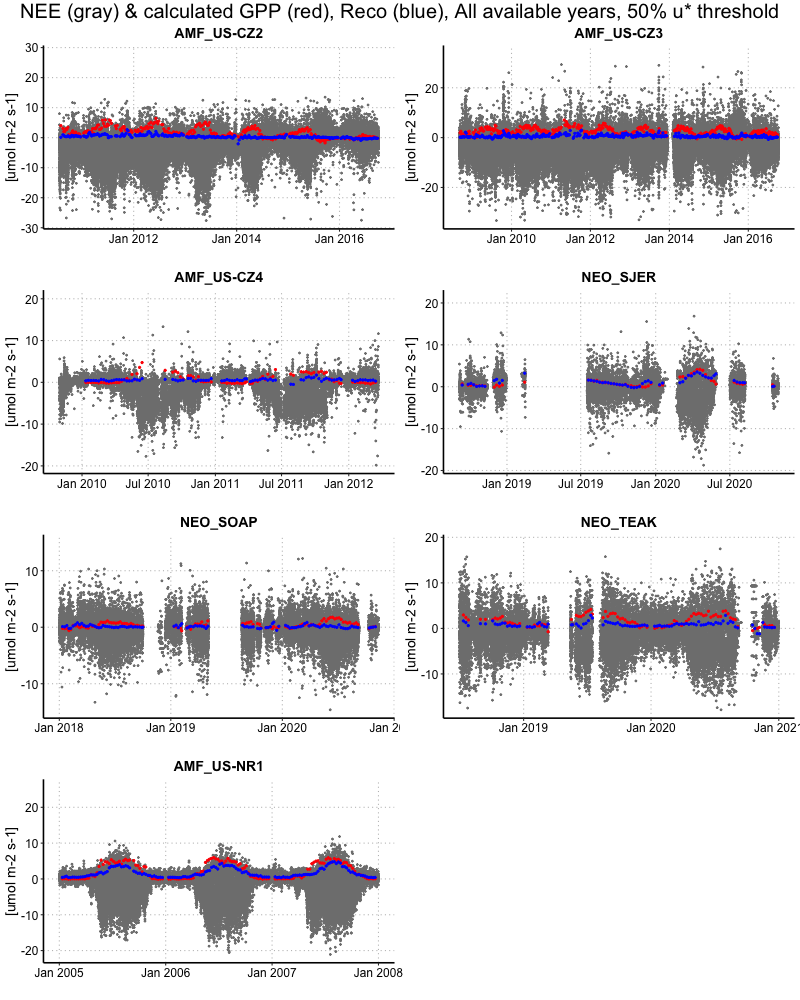 NEE (gray) & calculated GPP (red), Reco (blue), All available years, 50% u* threshold
AMF_US-CZ2
[umol m-2 s-1]
30
20
10
0
-10
-20
-30
Jan 2012 Jan 2014 Jan 2016
AMF_US-CZ3
20
0
-20
Jan 2010 Jan 2012 Jan 2014 Jan 2016
AMF_US-CZ4
[umol m-2 s-1]
20
10
0
-10
-20
Jan 2010 Jul 2010 Jan 2011 Jul 2011 Jan 2012
NEO_SJER
[umol m-2 s-1]
20
10
0
-10
-20
Jan 2019 Jul 2019 Jan 2020 Jul 2020
NEO_SOAP
[umol m-2 s-1]
10
0
-10
Jan 2018 Jan 2019 Jan 2020 Jan 20
NEO_TEAK
[umol m-2 s-1]
20
10
0
-10
Jan 2019 Jan 2020 Jan 2021
AMF_US-NR1
[umol m-2 s-1]
20
10
0
-10
-20
Jan 2005 Jan 2006 Jan 2007 Jan 2008